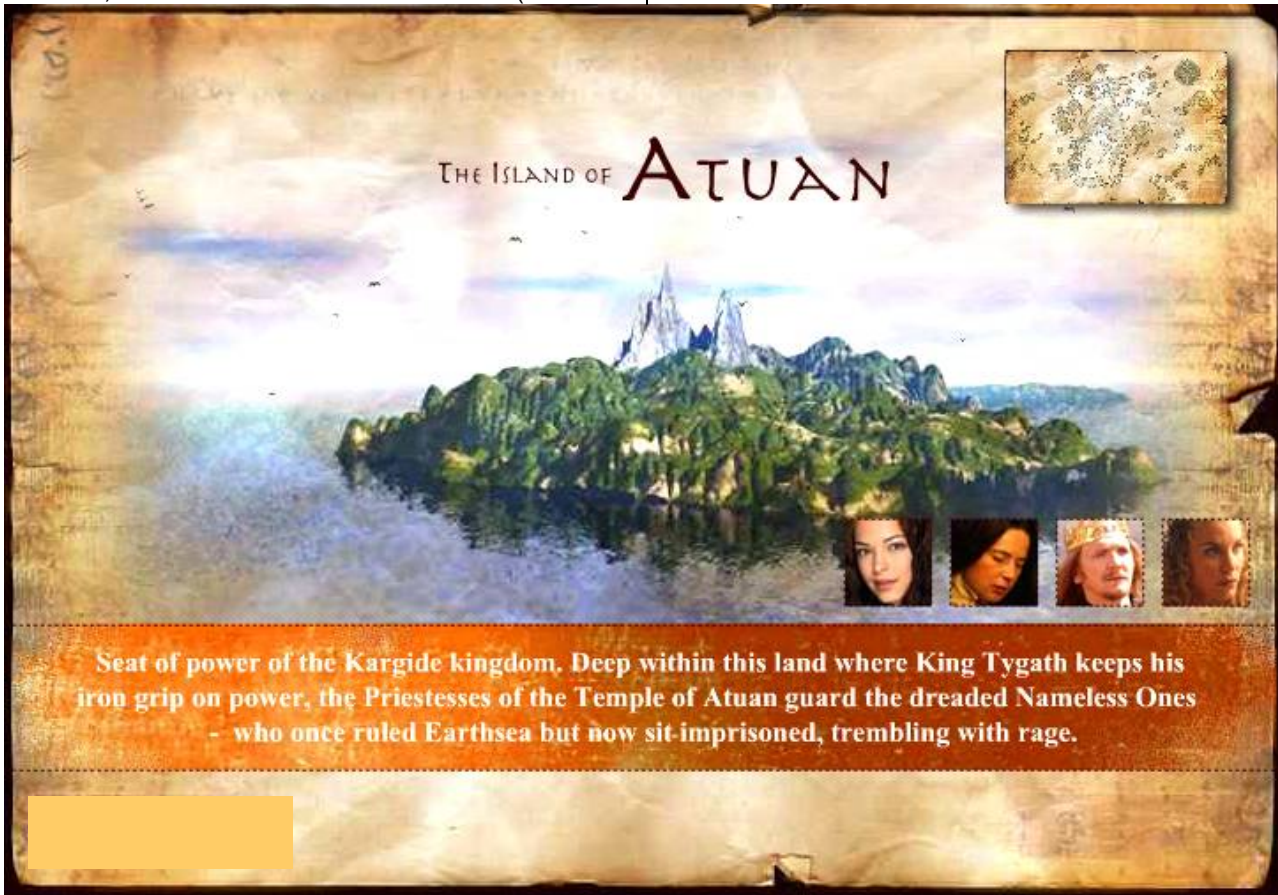 THE ISLAND OF ATUAN
Seat of power of the Kargide kingdom. Deep within this land where King Tygath keeps his
iron grip on power, the Priestesses of the Temple of Atuan guard the dreaded Nameless Ones
- who once ruled Earthsea but now sit imprisoned, trembling with rage.